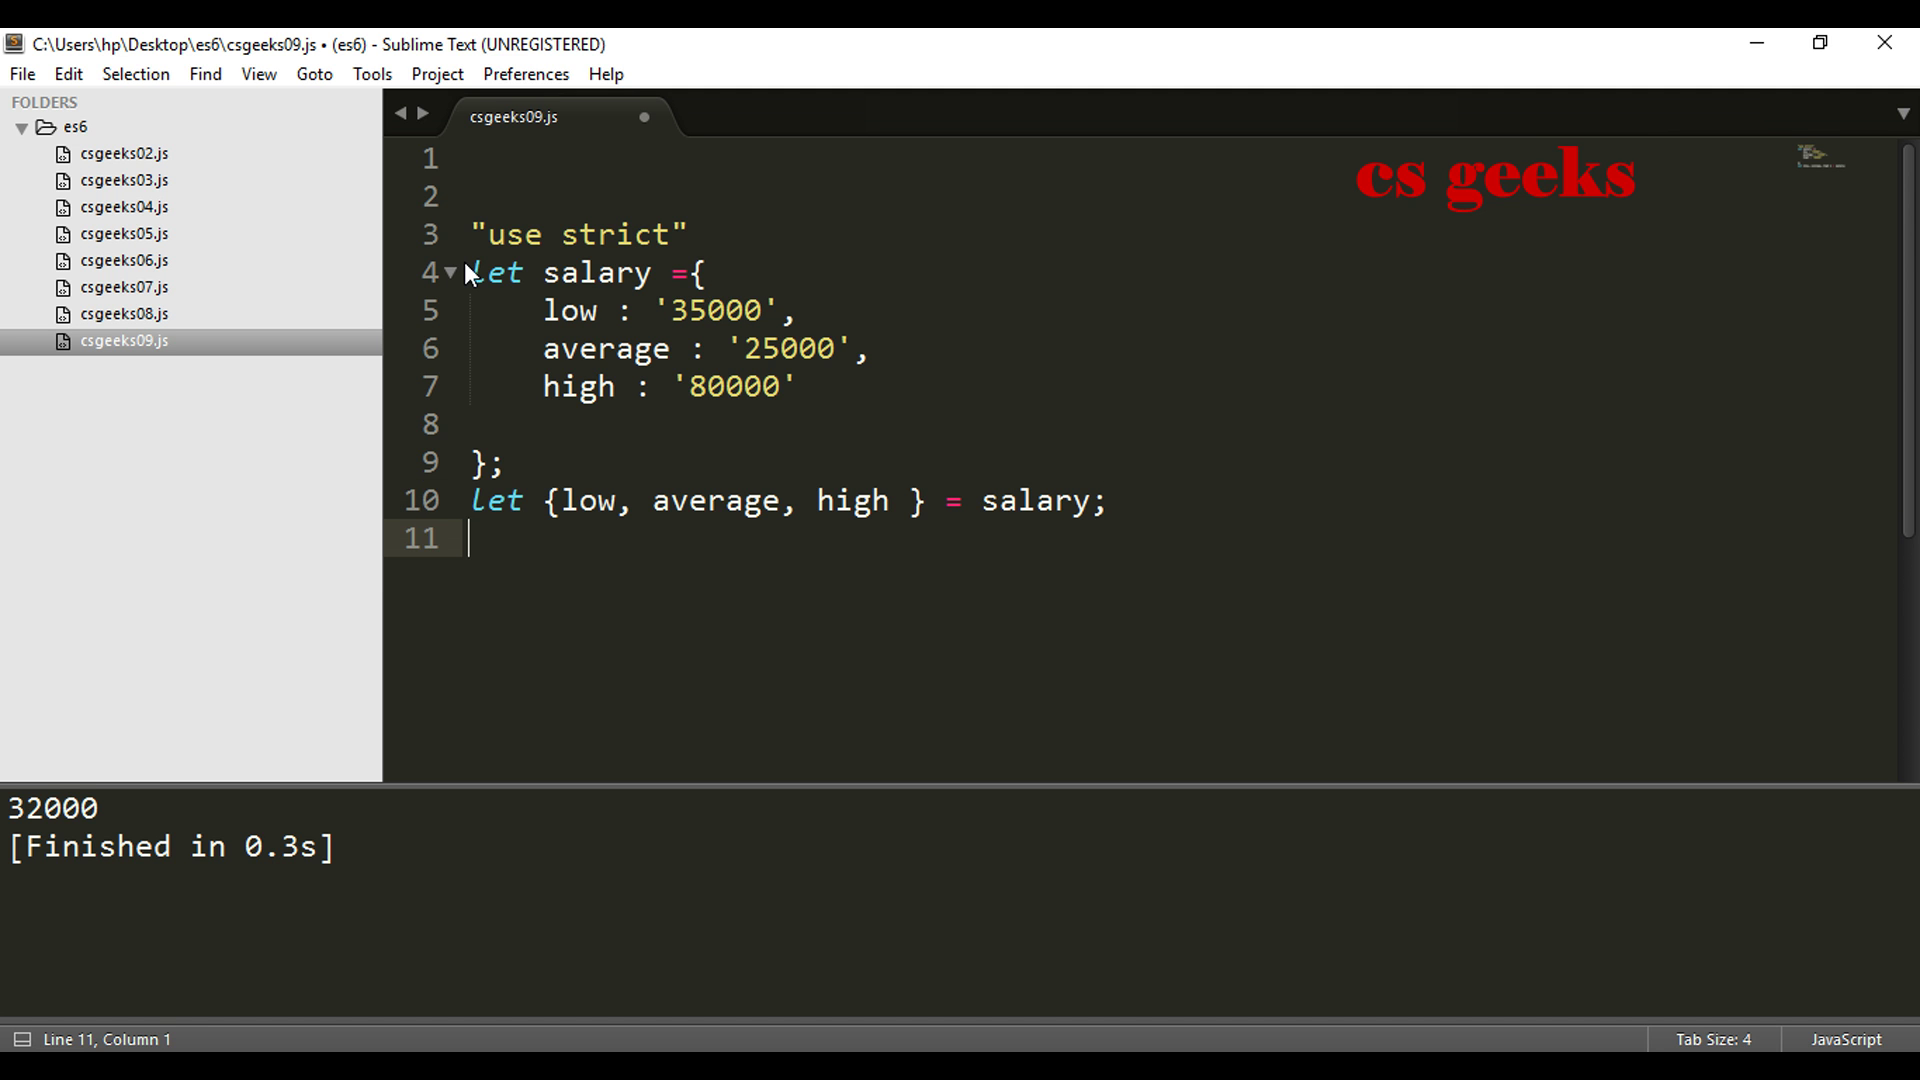 C:\Users\hp\Desktop\es6\csgeeks09.js • (es6) - Sublime Text (UNREGISTERED)
File Edit Selection Find View Goto Tools Project Preferences Help
FOLDERS
es6
csgeeks02.js
csgeeks03.js
csgeeks04.js
csgeeks05.js
csgeeks06.js
csgeeks07.js
csgeeks08.js
csgeeks09.js
csgeeks09.js
cs geeks
1
2
3 "use strict"
4 let salary ={
5 low : '35000',
6 average : '25000',
7 high : '80000'
8
9 };
10 let {low, average, high } = salary;
11
32000
[Finished in 0.3s]
Line 11, Column 1
Tab Size: 4
JavaScript